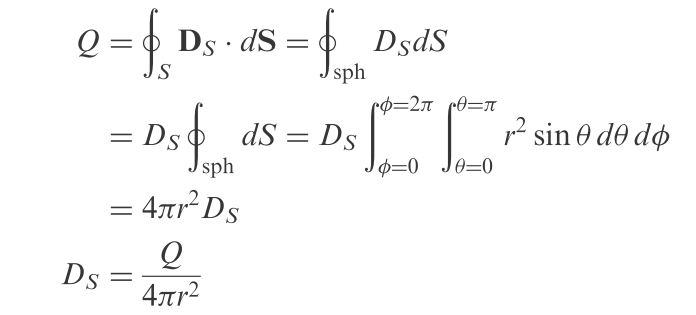 Q = ∮_S 𝐃_S · d𝐒 = ∮_sph D_S dS
= D_S ∮_sph dS = D_S ∫_{ϕ=0}^{ϕ=2π} ∫_{θ=0}^{θ=π} r² sin θ dθ dϕ
= 4πr² D_S
D_S = Q / 4πr²